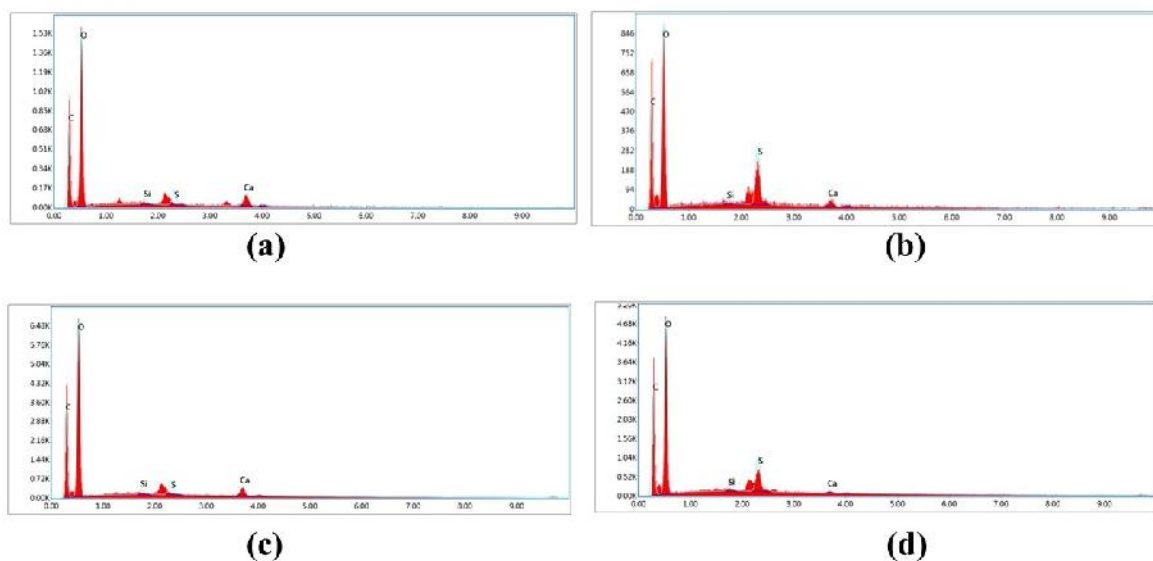 1.53K
1.36K
1.19K
1.02K
0.85K
0.68K
0.51K
0.34K
0.17K
0.00K
O
C
Si
S
Ca
0.00 1.00 2.00 3.00 4.00 5.00 6.00 7.00 8.00 9.00
(a)
846
752
658
564
470
376
282
188
94
0
O
C
S
Si
Ca
0.00 1.00 2.00 3.00 4.00 5.00 6.00 7.00 8.00 9.00
(b)
6.48K
5.76K
5.04K
4.32K
3.60K
2.88K
2.16K
1.44K
0.72K
0.00K
O
C
Si
S
Ca
0.00 1.00 2.00 3.00 4.00 5.00 6.00 7.00 8.00 9.00
(c)
5.20K
4.68K
4.16K
3.64K
3.12K
2.60K
2.08K
1.56K
1.04K
0.52K
0.00K
O
C
S
Si
Ca
0.00 1.00 2.00 3.00 4.00 5.00 6.00 7.00 8.00 9.00
(d)